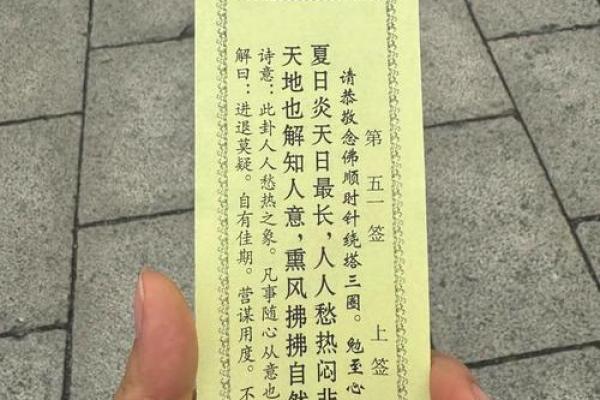 第五一签 上签
请恭敬念佛顺时针绕塔三圈。勉至心
夏日炎天日最长，人人愁热闷非
天地也解知人意，熏风拂拂自然
诗意：此卦人人愁热之象。凡事随心从意也
解曰：进退莫疑。自有佳期。营谋用度。不